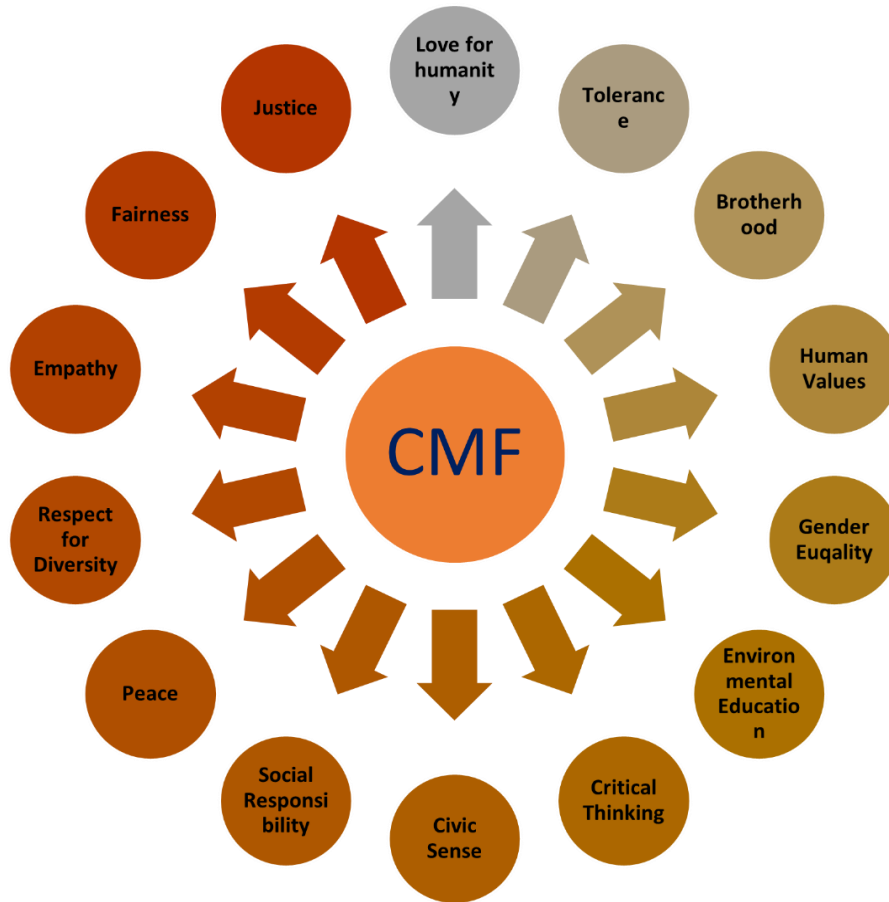 Love for
humanit
y
Toleranc
e
Brotherh
ood
Human
Values
Gender
Euqality
Environ
mental
Educatio
n
Critical
Thinking
Civic
Sense
Social
Responsi
bility
Peace
Respect
for
Diversity
Empathy
Fairness
Justice
CMF